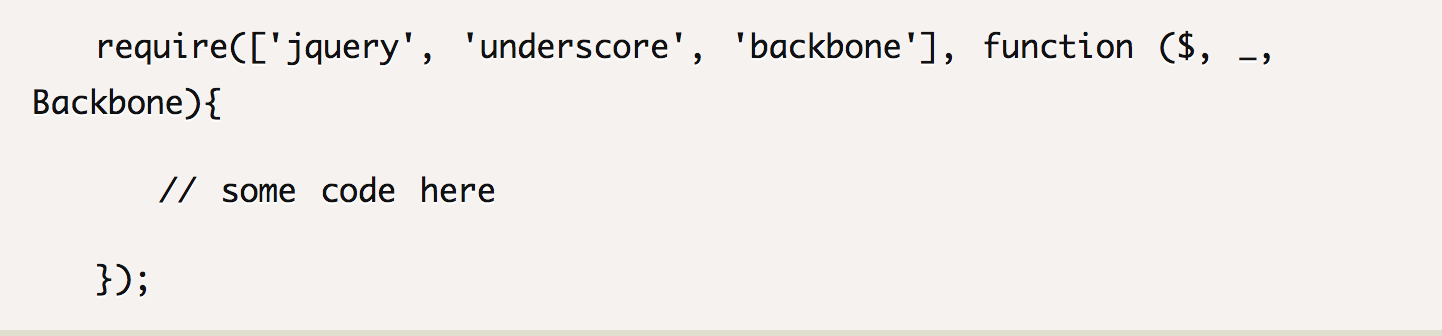 require(['jquery', 'underscore', 'backbone'], function ($, _,
Backbone){
// some code here
});